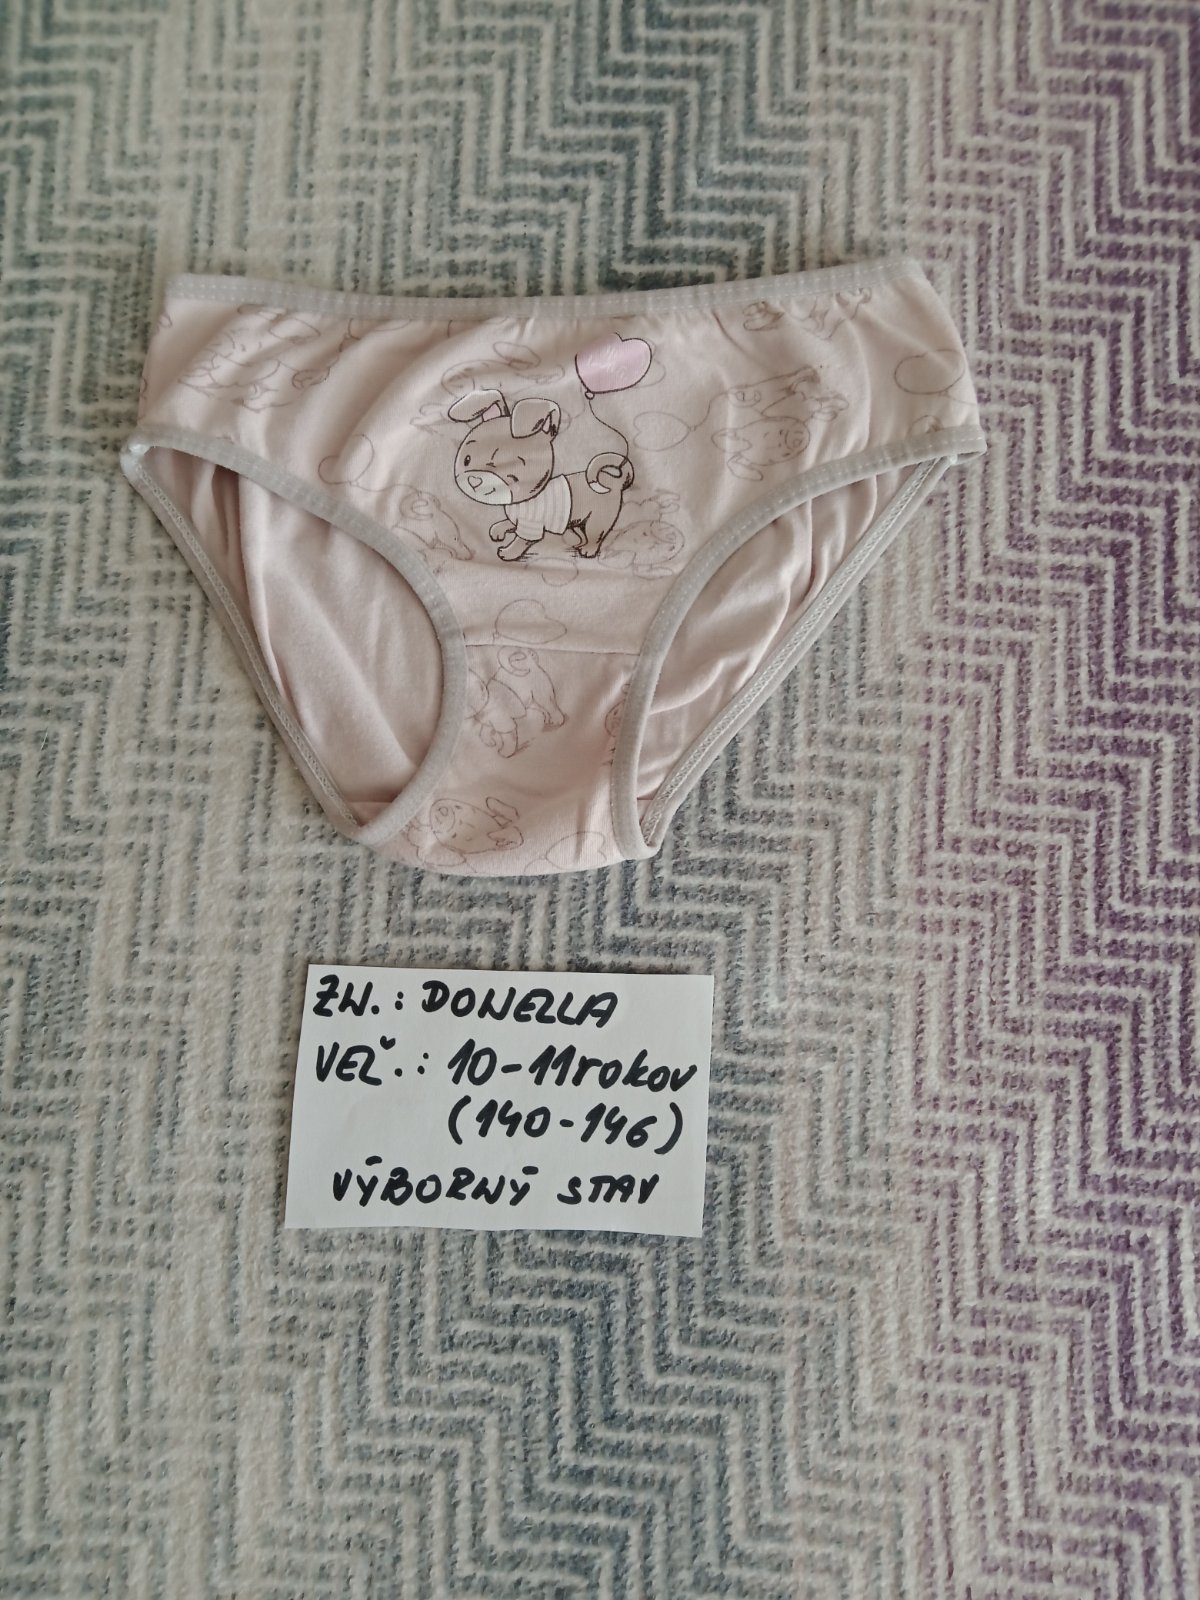 ZN.: DONELLA
VEĽ.: 10-11rokov
(140-146)
VÝBORNÝ STAV